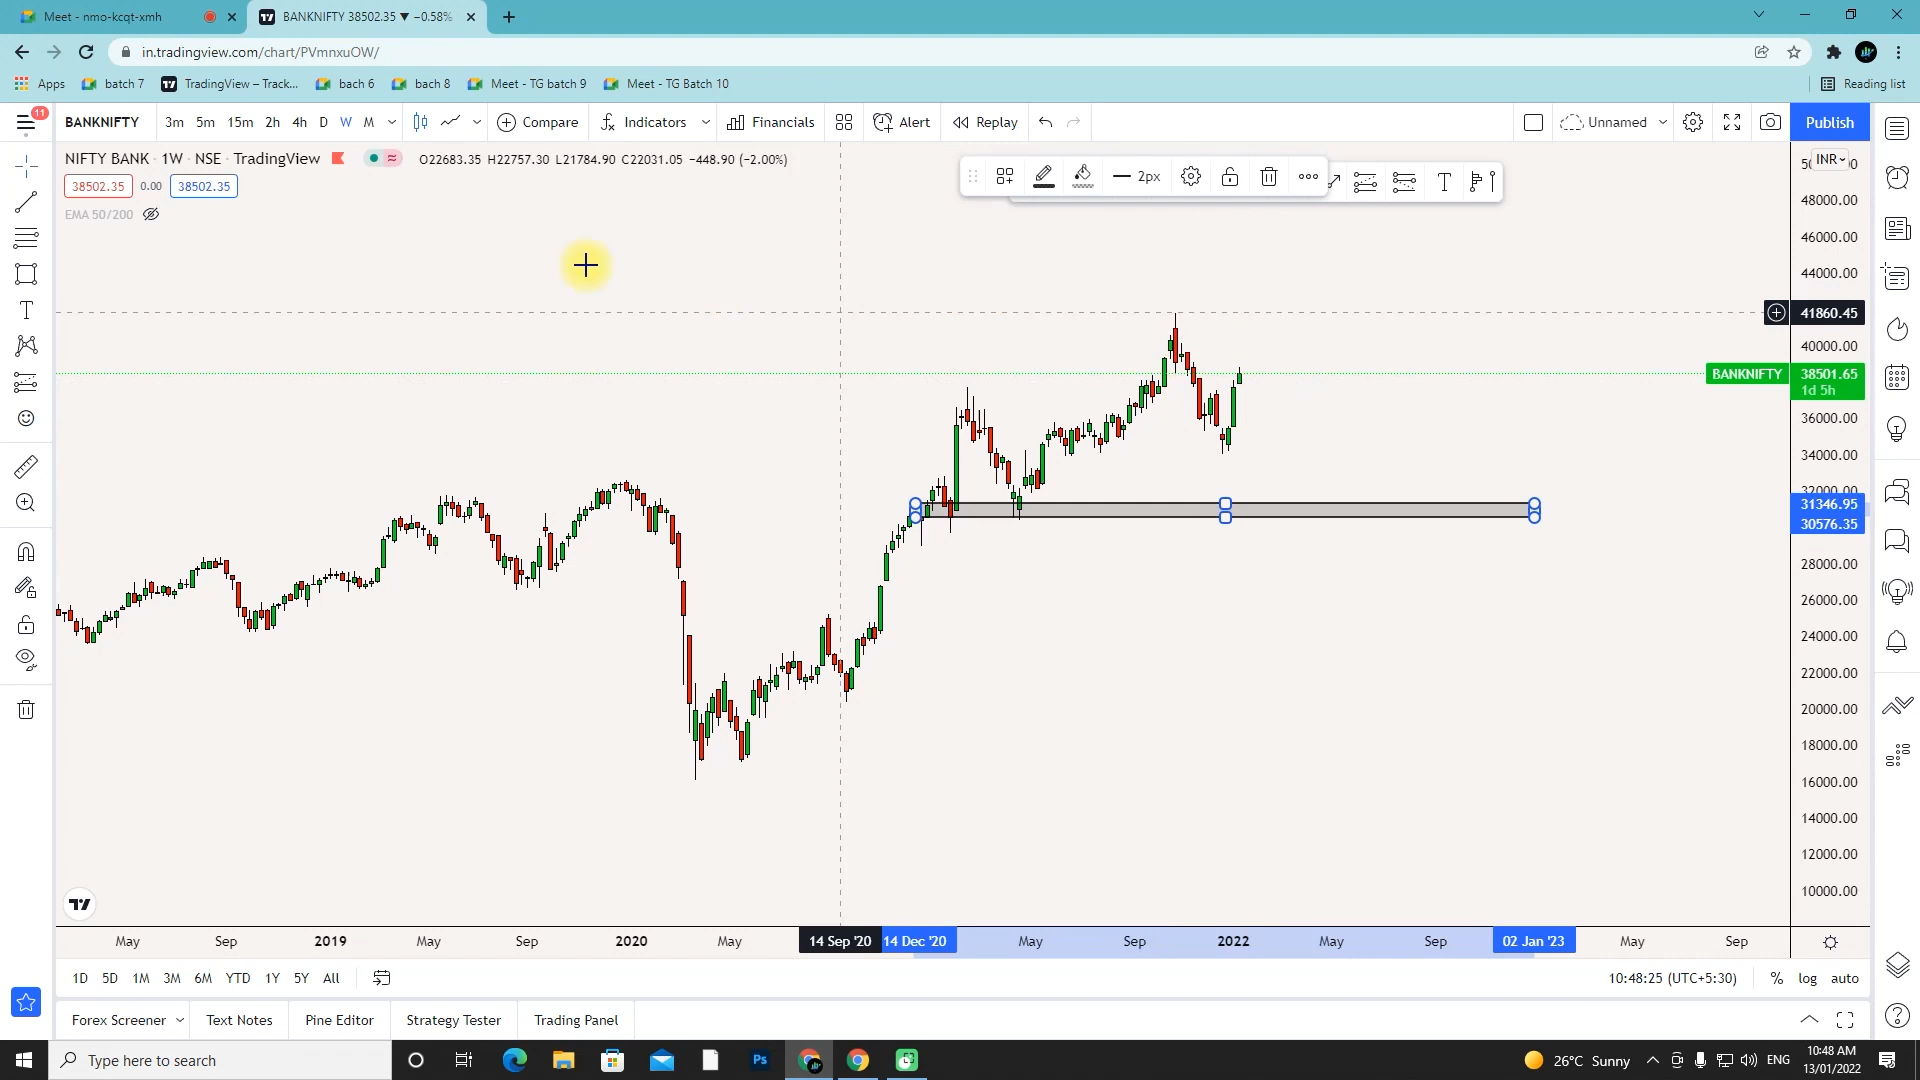 Meet - nmo-kcqt-xmh
BANKNIFTY 38502.35 ▼ −0.58%
in.tradingview.com/chart/PVmnxuOW/
Apps
batch 7
TradingView – Track...
bach 6
bach 8
Meet - TG batch 9
Meet - TG Batch 10
Reading list
11
BANKNIFTY
3m 5m 15m 2h 4h D W M
Compare
Indicators
Financials
Alert
Replay
Unnamed
Publish
NIFTY BANK · 1W · NSE · TradingView
O22683.35 H22757.30 L21784.90 C22031.05 −448.90 (−2.00%)
38502.35 0.00 38502.35
EMA 50/200
2px
INR
48000.00
46000.00
44000.00
41860.45
40000.00
BANKNIFTY 38501.65
1d 5h
36000.00
34000.00
31346.95
30576.35
28000.00
26000.00
24000.00
22000.00
20000.00
18000.00
16000.00
14000.00
12000.00
10000.00
May Sep 2019 May Sep 2020 May 14 Sep '20 14 Dec '20 May Sep 2022 May Sep 02 Jan '23 May Sep
1D 5D 1M 3M 6M YTD 1Y 5Y All
10:48:25 (UTC+5:30) % log auto
Forex Screener
Text Notes
Pine Editor
Strategy Tester
Trading Panel
Type here to search
Ps
26°C Sunny
ENG
10:48 AM
13/01/2022